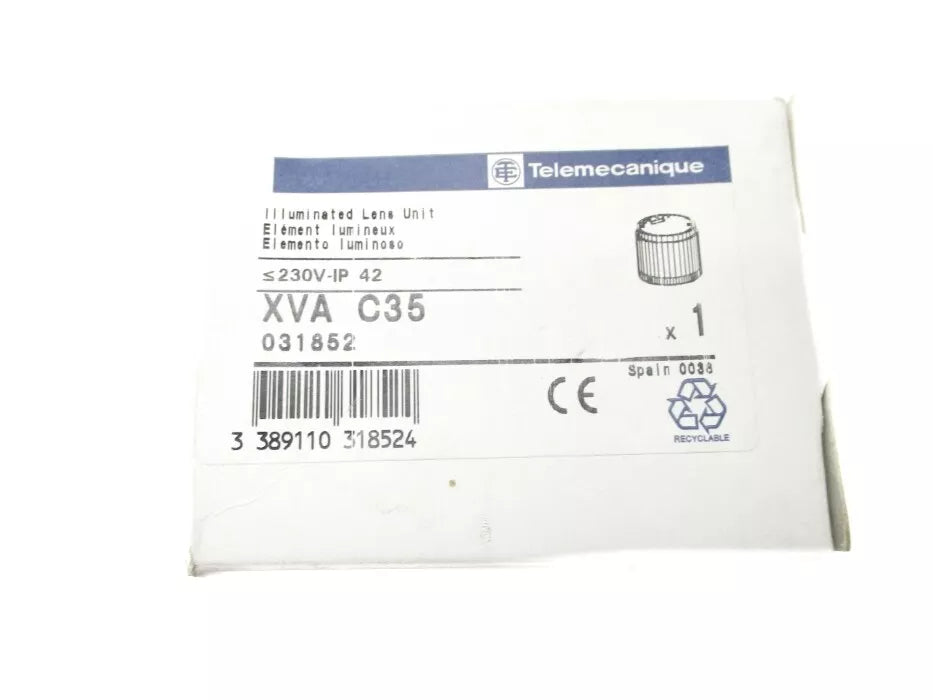 TE Telemecanique
Illuminated Lens Unit
Elément lumineux
Elemento luminoso
≤230V-IP 42
XVA C35
031852
x 1
Spain 0038
CE
3 389110 318524
RECYCLABLE